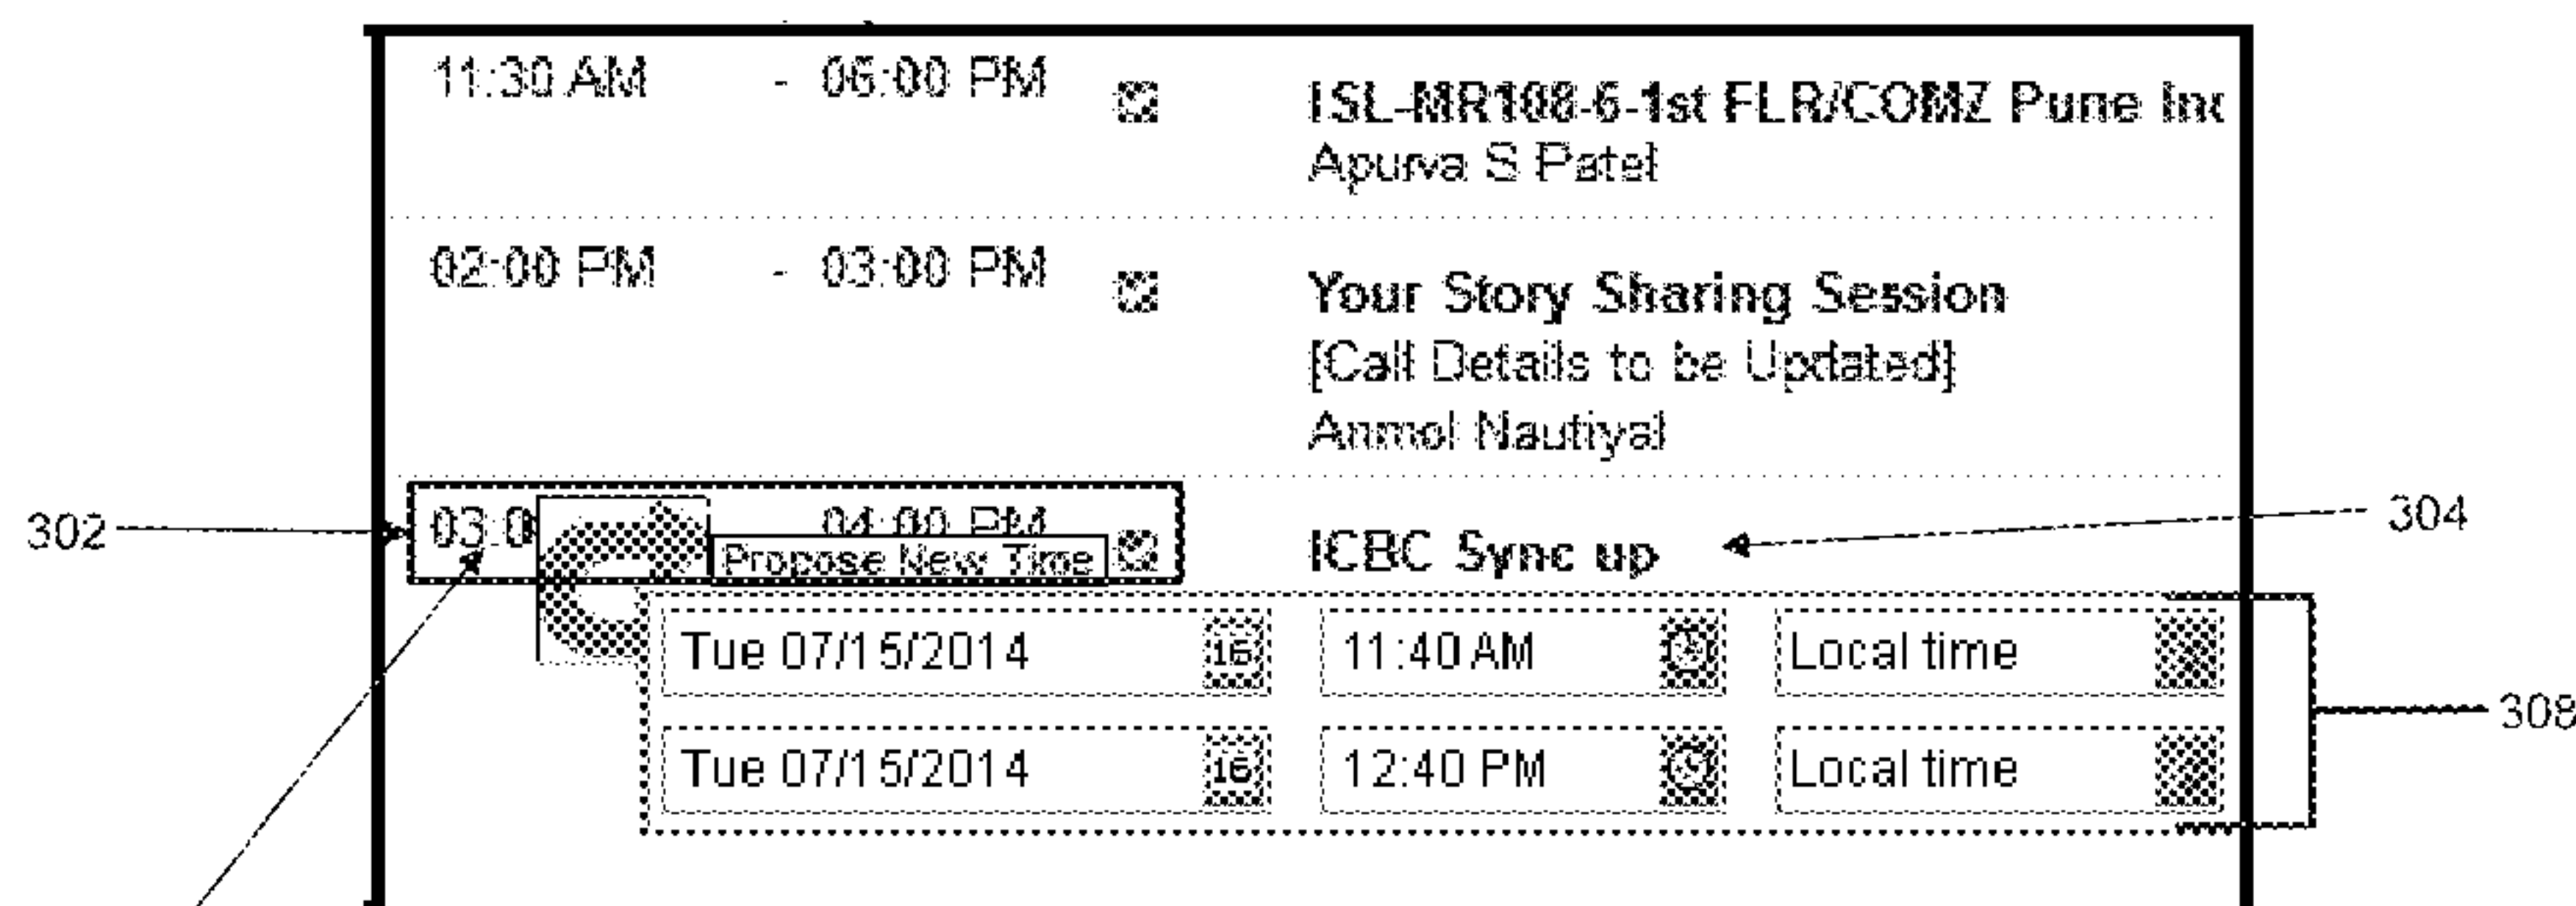 11:30 AM - 06:00 PM ISL-MR108-6-1st FLR/COMZ Pune Inc
Apurva S Patel
02:00 PM - 03:00 PM Your Story Sharing Session
[Call Details to be Updated]
Anmol Nautiyal
302 03:0 04:00 PM ICBC Sync up 304
Propose New Time
Tue 07/15/2014 16 11:40 AM Local time
308
Tue 07/15/2014 16 12:40 PM Local time